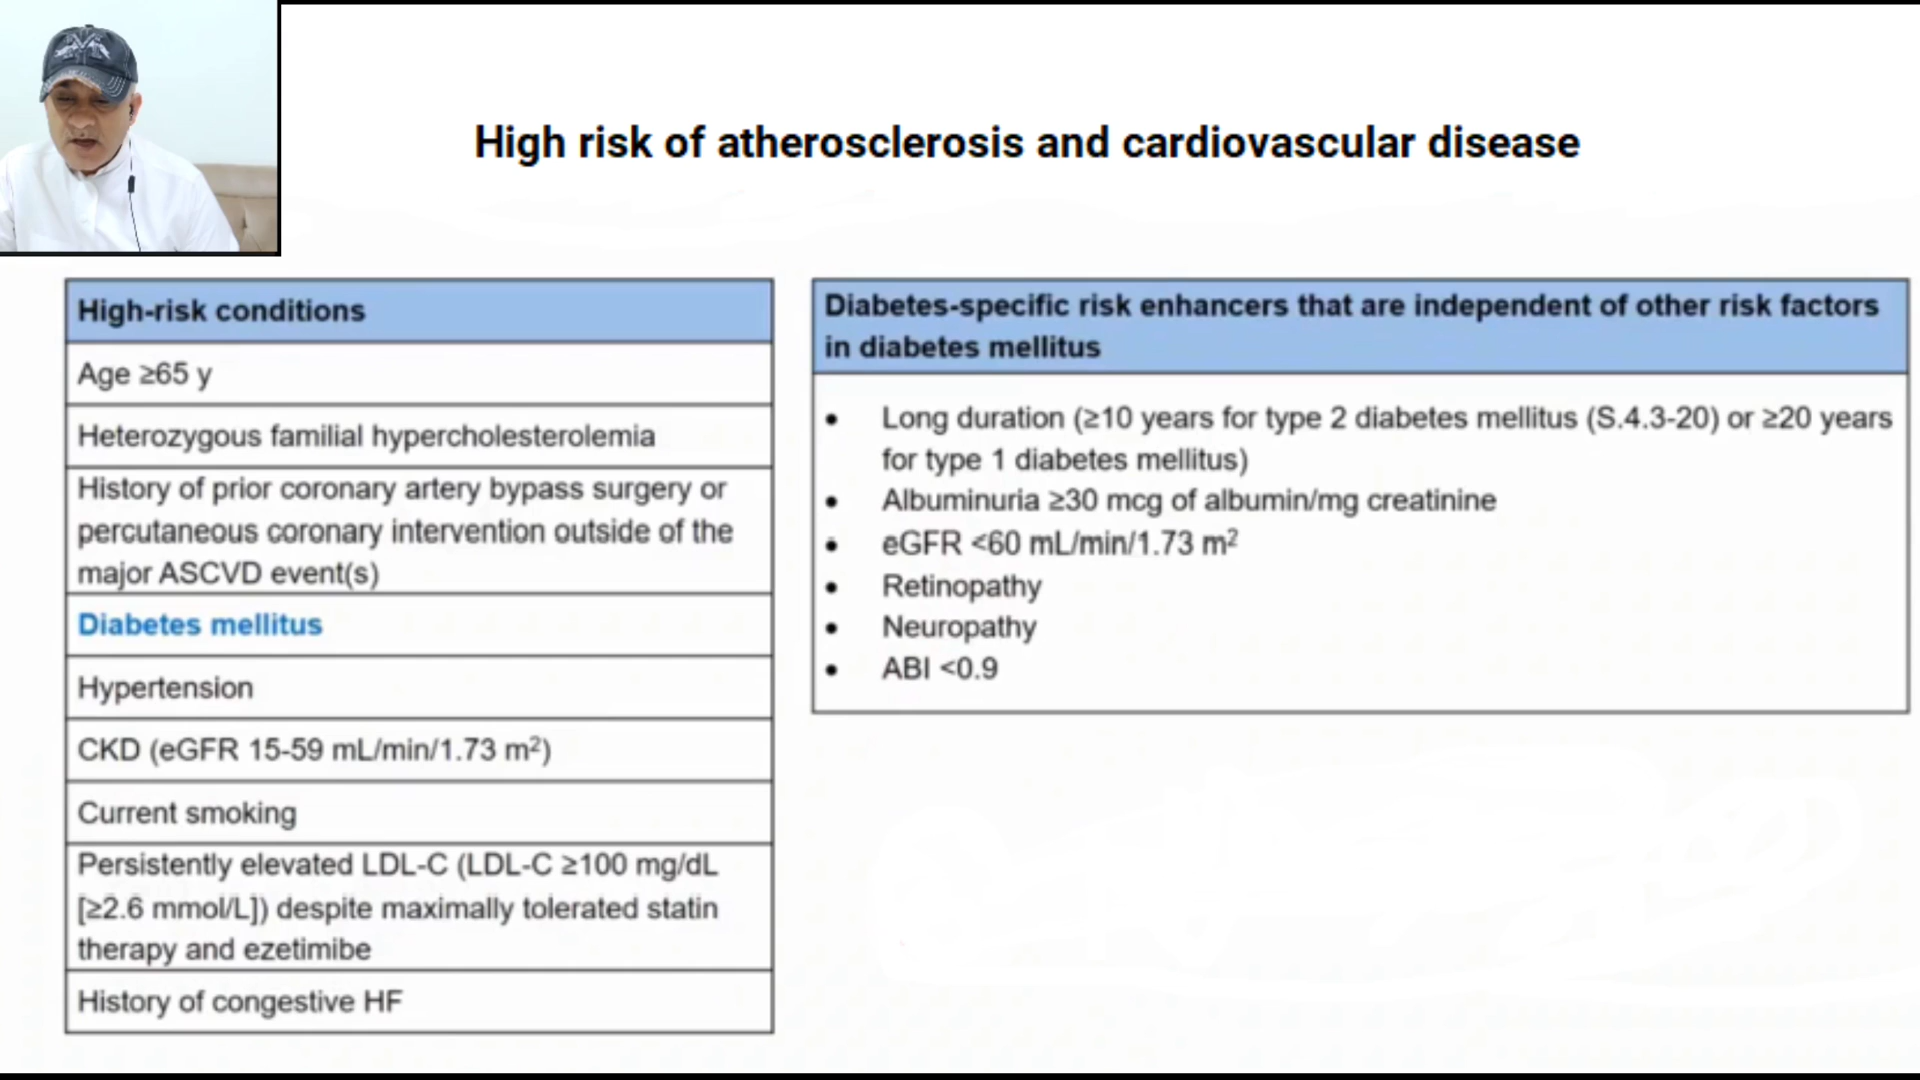 High risk of atherosclerosis and cardiovascular disease
High-risk conditions
Age ≥65 y
Heterozygous familial hypercholesterolemia
History of prior coronary artery bypass surgery or
percutaneous coronary intervention outside of the
major ASCVD event(s)
Diabetes mellitus
Hypertension
CKD (eGFR 15-59 mL/min/1.73 m²)
Current smoking
Persistently elevated LDL-C (LDL-C ≥100 mg/dL
[≥2.6 mmol/L]) despite maximally tolerated statin
therapy and ezetimibe
History of congestive HF
Diabetes-specific risk enhancers that are independent of other risk factors
in diabetes mellitus
• Long duration (≥10 years for type 2 diabetes mellitus (S.4.3-20) or ≥20 years
for type 1 diabetes mellitus)
• Albuminuria ≥30 mcg of albumin/mg creatinine
• eGFR <60 mL/min/1.73 m²
• Retinopathy
• Neuropathy
• ABI <0.9